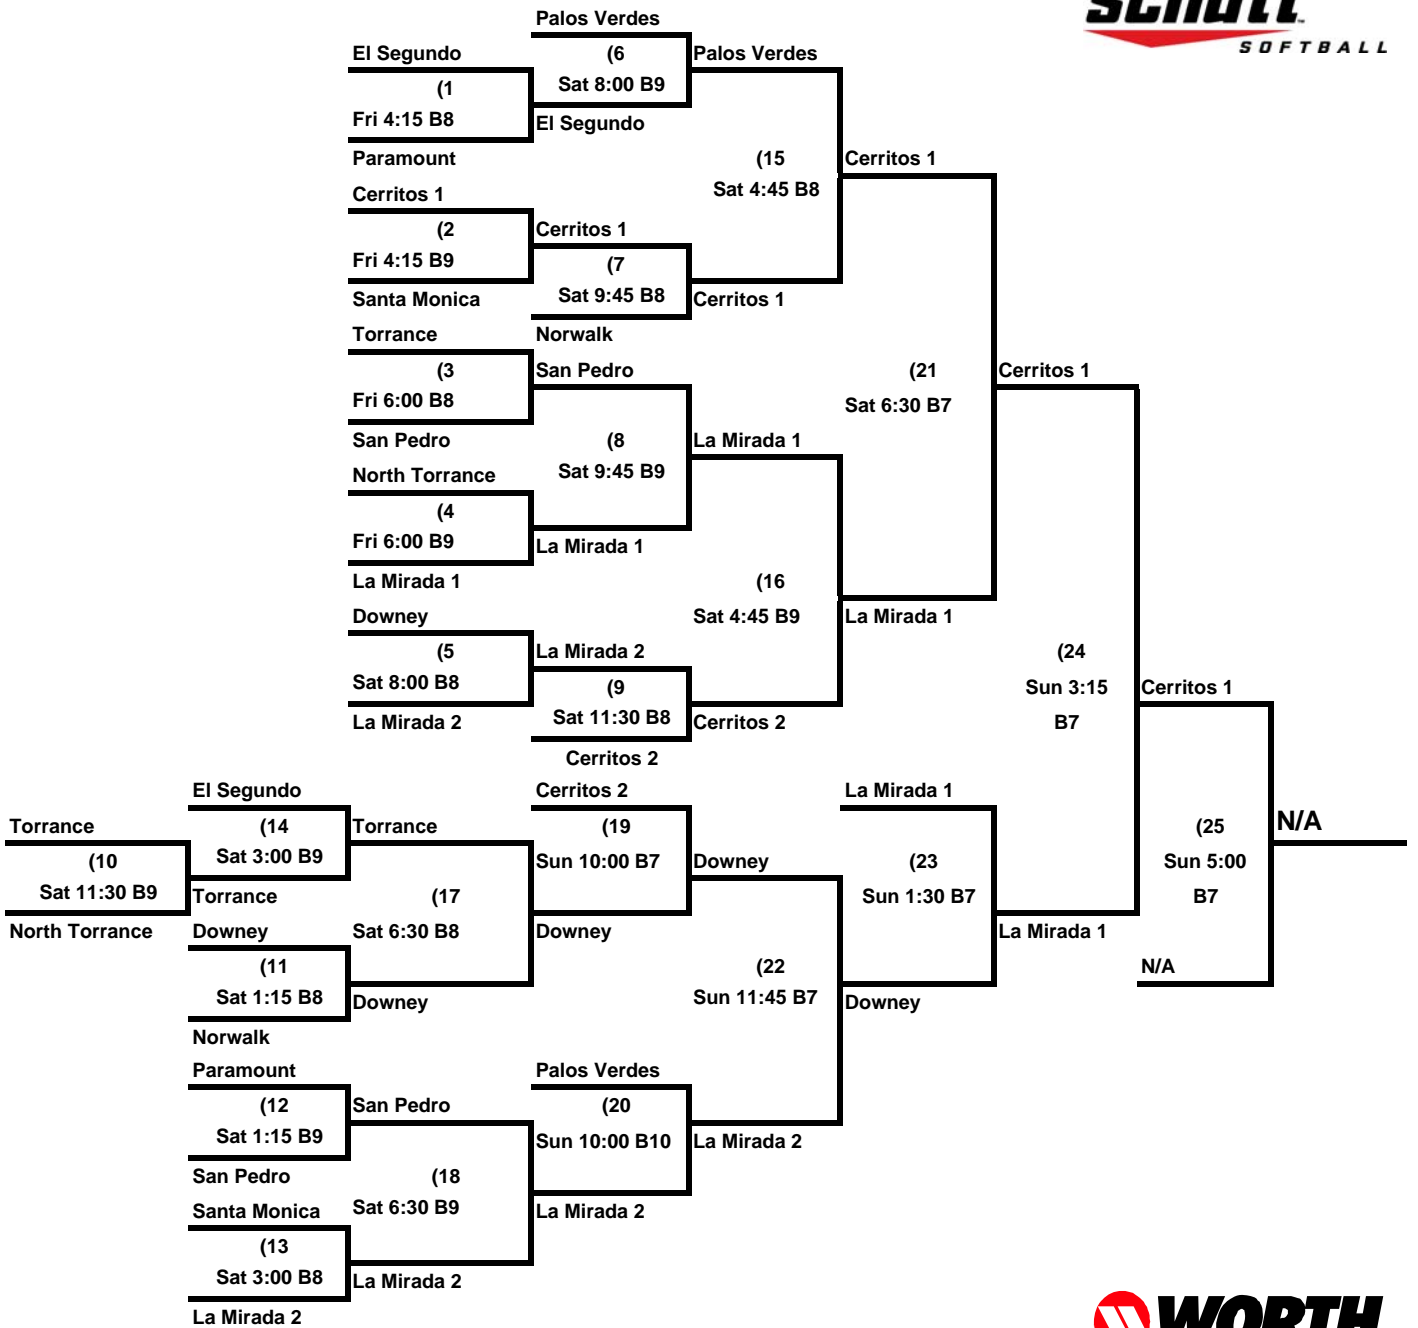 Palos Verdes
schutt
SOFTBALL
El Segundo
(6
Palos Verdes
(1
Sat 8:00 B9
Fri 4:15 B8
El Segundo
Paramount
(15
Cerritos 1
Cerritos 1
Sat 4:45 B8
(2
Cerritos 1
Fri 4:15 B9
(7
Santa Monica
Sat 9:45 B8
Cerritos 1
Torrance
Norwalk
(3
San Pedro
(21
Cerritos 1
Fri 6:00 B8
Sat 6:30 B7
San Pedro
(8
La Mirada 1
North Torrance
Sat 9:45 B9
(4
Fri 6:00 B9
La Mirada 1
La Mirada 1
(16
Downey
Sat 4:45 B9
La Mirada 1
(5
La Mirada 2
(24
Sat 8:00 B8
(9
Sun 3:15
Cerritos 1
La Mirada 2
Sat 11:30 B8
Cerritos 2
B7
Cerritos 2
El Segundo
Cerritos 2
La Mirada 1
Torrance
(14
Torrance
(19
(25
N/A
(10
Sat 3:00 B9
Sun 10:00 B7
Downey
(23
Sun 5:00
Sat 11:30 B9
Torrance
(17
Sun 1:30 B7
B7
North Torrance
Downey
Sat 6:30 B8
Downey
La Mirada 1
(11
(22
N/A
Sat 1:15 B8
Downey
Sun 11:45 B7
Downey
Norwalk
Paramount
Palos Verdes
(12
San Pedro
(20
Sat 1:15 B9
Sun 10:00 B10
La Mirada 2
San Pedro
(18
Santa Monica
Sat 6:30 B9
La Mirada 2
(13
Sat 3:00 B8
La Mirada 2
La Mirada 2
WORTH